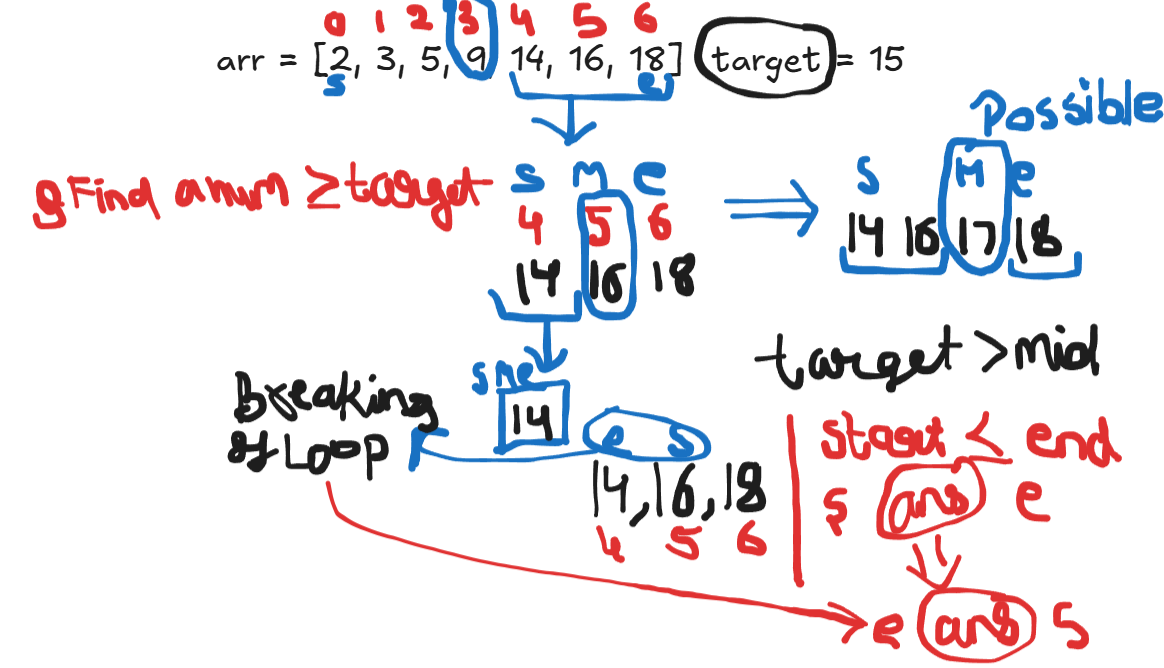 0 1 2 3 4 5 6
arr = [2, 3, 5, 9, 14, 16, 18] target = 15
s e
Possible
Find a num ≥ target
s m e
4 5 6
14 16 18
s M e
14 16 17 18
target > mid
s m e
14
Breaking
of Loop
e s
14, 16, 18
4 5 6
start ≤ end
s ans e
e ans s